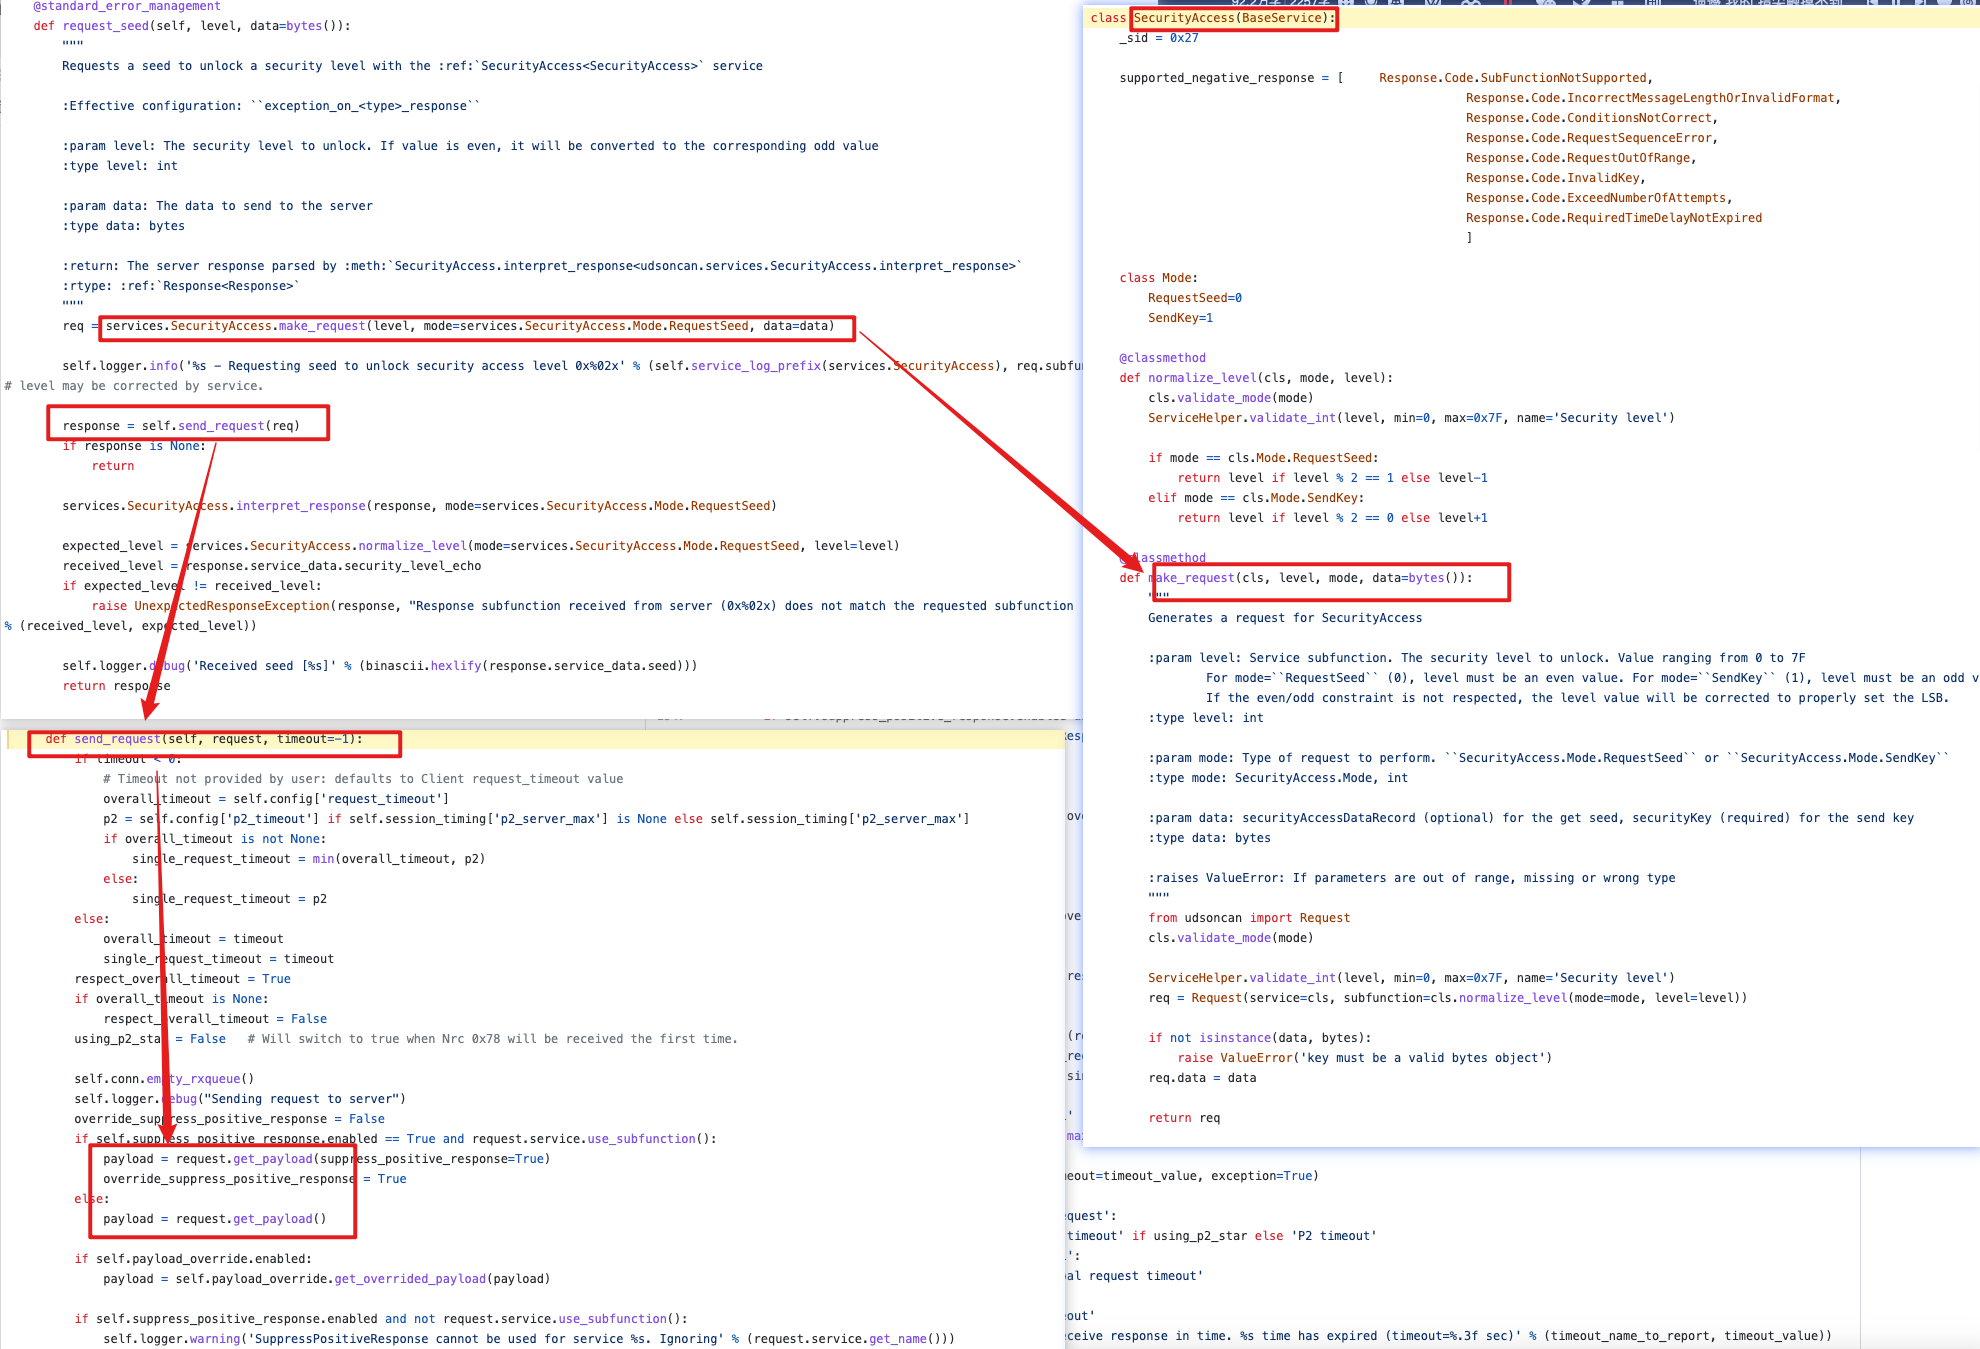 @standard_error_management
def request_seed(self, level, data=bytes()):
"""
Requests a seed to unlock a security level with the :ref:`SecurityAccess<SecurityAccess>` service
:Effective configuration: ``exception_on_<type>_response``
:param level: The security level to unlock. If value is even, it will be converted to the corresponding odd value
:type level: int
:param data: The data to send to the server
:type data: bytes
:return: The server response parsed by :meth:`SecurityAccess.interpret_response<udsoncan.services.SecurityAccess.interpret_response>`
:rtype: :ref:`Response<Response>`
"""
req = services.SecurityAccess.make_request(level, mode=services.SecurityAccess.Mode.RequestSeed, data=data)
self.logger.info('%s - Requesting seed to unlock security access level 0x%02x' % (self.service_log_prefix(services.SecurityAccess), req.subfu
# level may be corrected by service.
response = self.send_request(req)
if response is None:
return
services.SecurityAccess.interpret_response(response, mode=services.SecurityAccess.Mode.RequestSeed)
expected_level = services.SecurityAccess.normalize_level(mode=services.SecurityAccess.Mode.RequestSeed, level=level)
received_level = response.service_data.security_level_echo
if expected_level != received_level:
raise UnexpectedResponseException(response, "Response subfunction received from server (0x%02x) does not match the requested subfunction
% (received_level, expected_level))
self.logger.debug('Received seed [%s]' % (binascii.hexlify(response.service_data.seed)))
return response
def send_request(self, request, timeout=-1):
if timeout < 0:
# Timeout not provided by user: defaults to Client request_timeout value
overall_timeout = self.config['request_timeout']
p2 = self.config['p2_timeout'] if self.session_timing['p2_server_max'] is None else self.session_timing['p2_server_max']
if overall_timeout is not None:
single_request_timeout = min(overall_timeout, p2)
else:
single_request_timeout = p2
else:
overall_timeout = timeout
single_request_timeout = timeout
respect_overall_timeout = True
if overall_timeout is None:
respect_overall_timeout = False
using_p2_star = False # Will switch to true when Nrc 0x78 will be received the first time.
self.conn.empty_rxqueue()
self.logger.debug("Sending request to server")
override_suppress_positive_response = False
if self.suppress_positive_response.enabled == True and request.service.use_subfunction():
payload = request.get_payload(suppress_positive_response=True)
override_suppress_positive_response = True
else:
payload = request.get_payload()
if self.payload_override.enabled:
payload = self.payload_override.get_overrided_payload(payload)
if self.suppress_positive_response.enabled and not request.service.use_subfunction():
self.logger.warning('SuppressPositiveResponse cannot be used for service %s. Ignoring' % (request.service.get_name()))
class SecurityAccess(BaseService):
_sid = 0x27
supported_negative_response = [ Response.Code.SubFunctionNotSupported,
Response.Code.IncorrectMessageLengthOrInvalidFormat,
Response.Code.ConditionsNotCorrect,
Response.Code.RequestSequenceError,
Response.Code.RequestOutOfRange,
Response.Code.InvalidKey,
Response.Code.ExceedNumberOfAttempts,
Response.Code.RequiredTimeDelayNotExpired
]
class Mode:
RequestSeed=0
SendKey=1
@classmethod
def normalize_level(cls, mode, level):
cls.validate_mode(mode)
ServiceHelper.validate_int(level, min=0, max=0x7F, name='Security level')
if mode == cls.Mode.RequestSeed:
return level if level % 2 == 1 else level-1
elif mode == cls.Mode.SendKey:
return level if level % 2 == 0 else level+1
@classmethod
def make_request(cls, level, mode, data=bytes()):
"""
Generates a request for SecurityAccess
:param level: Service subfunction. The security level to unlock. Value ranging from 0 to 7F
For mode=``RequestSeed`` (0), level must be an even value. For mode=``SendKey`` (1), level must be an odd v
If the even/odd constraint is not respected, the level value will be corrected to properly set the LSB.
:type level: int
:param mode: Type of request to perform. ``SecurityAccess.Mode.RequestSeed`` or ``SecurityAccess.Mode.SendKey``
:type mode: SecurityAccess.Mode, int
:param data: securityAccessDataRecord (optional) for the get seed, securityKey (required) for the send key
:type data: bytes
:raises ValueError: If parameters are out of range, missing or wrong type
"""
from udsoncan import Request
cls.validate_mode(mode)
ServiceHelper.validate_int(level, min=0, max=0x7F, name='Security level')
req = Request(service=cls, subfunction=cls.normalize_level(mode=mode, level=level))
if not isinstance(data, bytes):
raise ValueError('key must be a valid bytes object')
req.data = data
return req
eout=timeout_value, exception=True)
quest':
timeout' if using_p2_star else 'P2 timeout'
':
al request timeout'
out'
ceive response in time. %s time has expired (timeout=%.3f sec)' % (timeout_name_to_report, timeout_value))